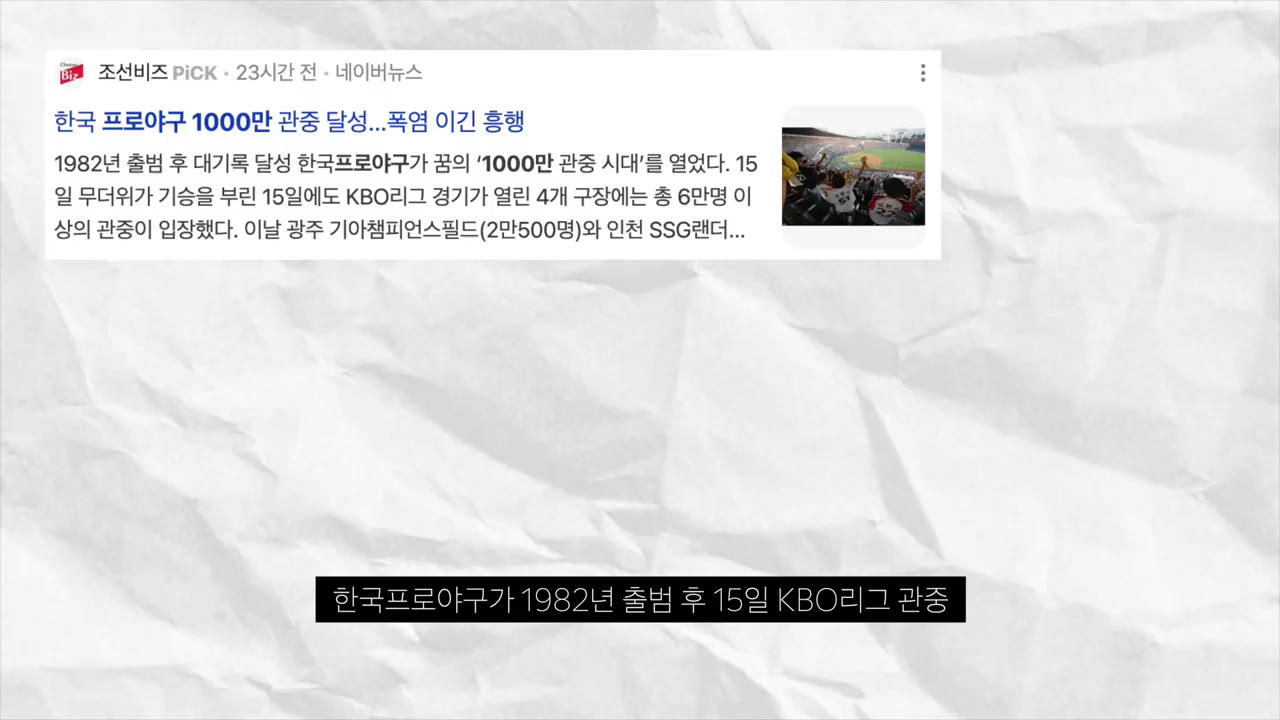 Chosun Biz
조선비즈 PiCK · 23시간 전 · 네이버뉴스
한국 프로야구 1000만 관중 달성...폭염 이긴 흥행
1982년 출범 후 대기록 달성 한국프로야구가 꿈의 ‘1000만 관중 시대’를 열었다. 15
일 무더위가 기승을 부린 15일에도 KBO리그 경기가 열린 4개 구장에는 총 6만명 이
상의 관중이 입장했다. 이날 광주 기아챔피언스필드(2만500명)와 인천 SSG랜더...
한국프로야구가 1982년 출범 후 15일 KBO리그 관중